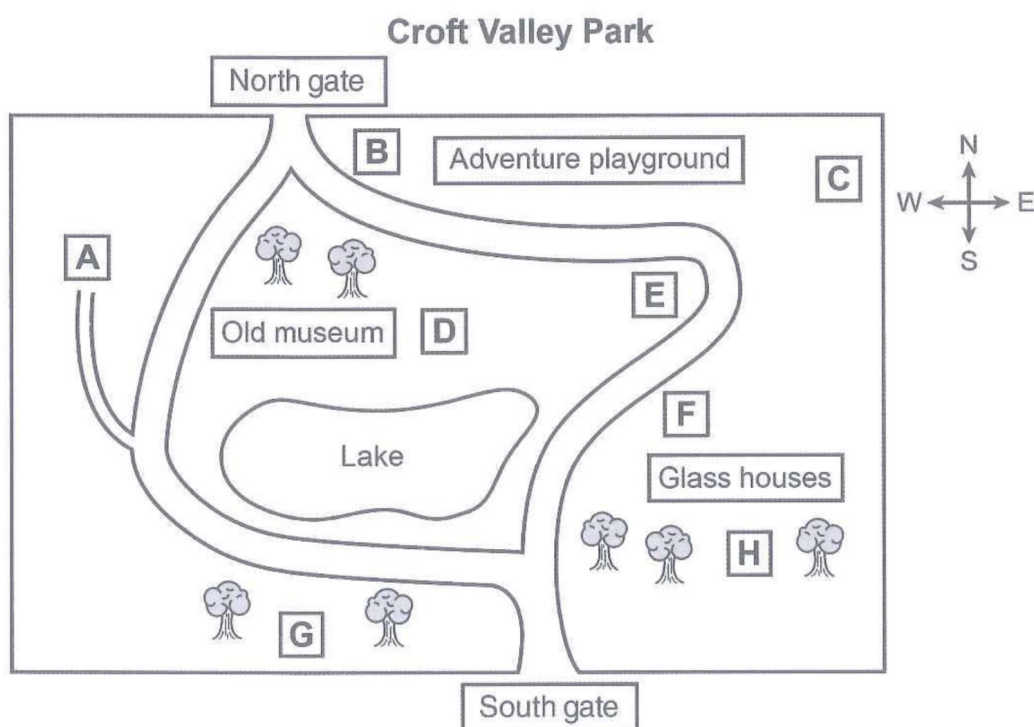 Croft Valley Park
North gate
B
Adventure playground
C
N
W
E
S
A
E
Old museum
D
F
Lake
Glass houses
H
G
South gate